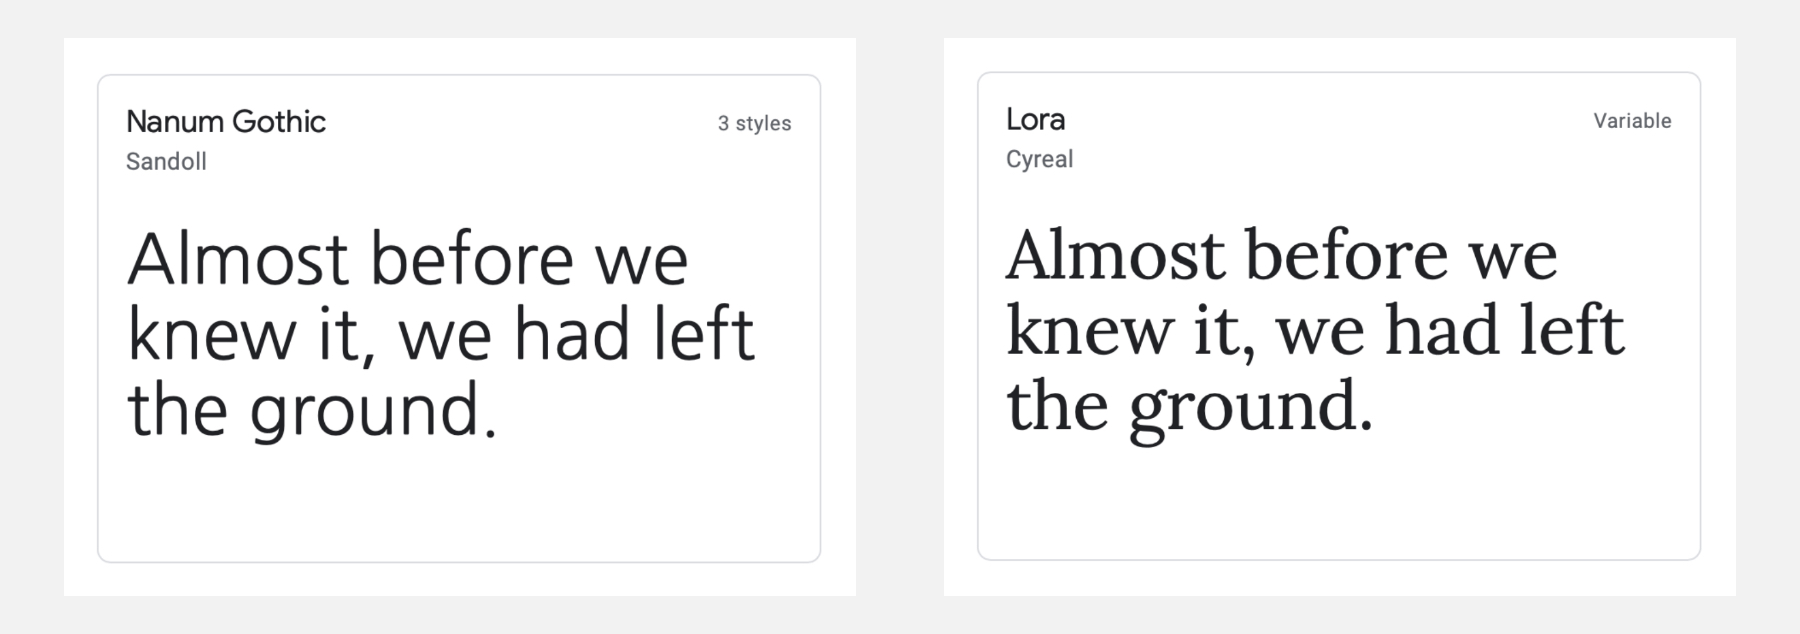 Nanum Gothic
3 styles
Sandoll
Almost before we
knew it, we had left
the ground.
Lora
Variable
Cyreal
Almost before we
knew it, we had left
the ground.